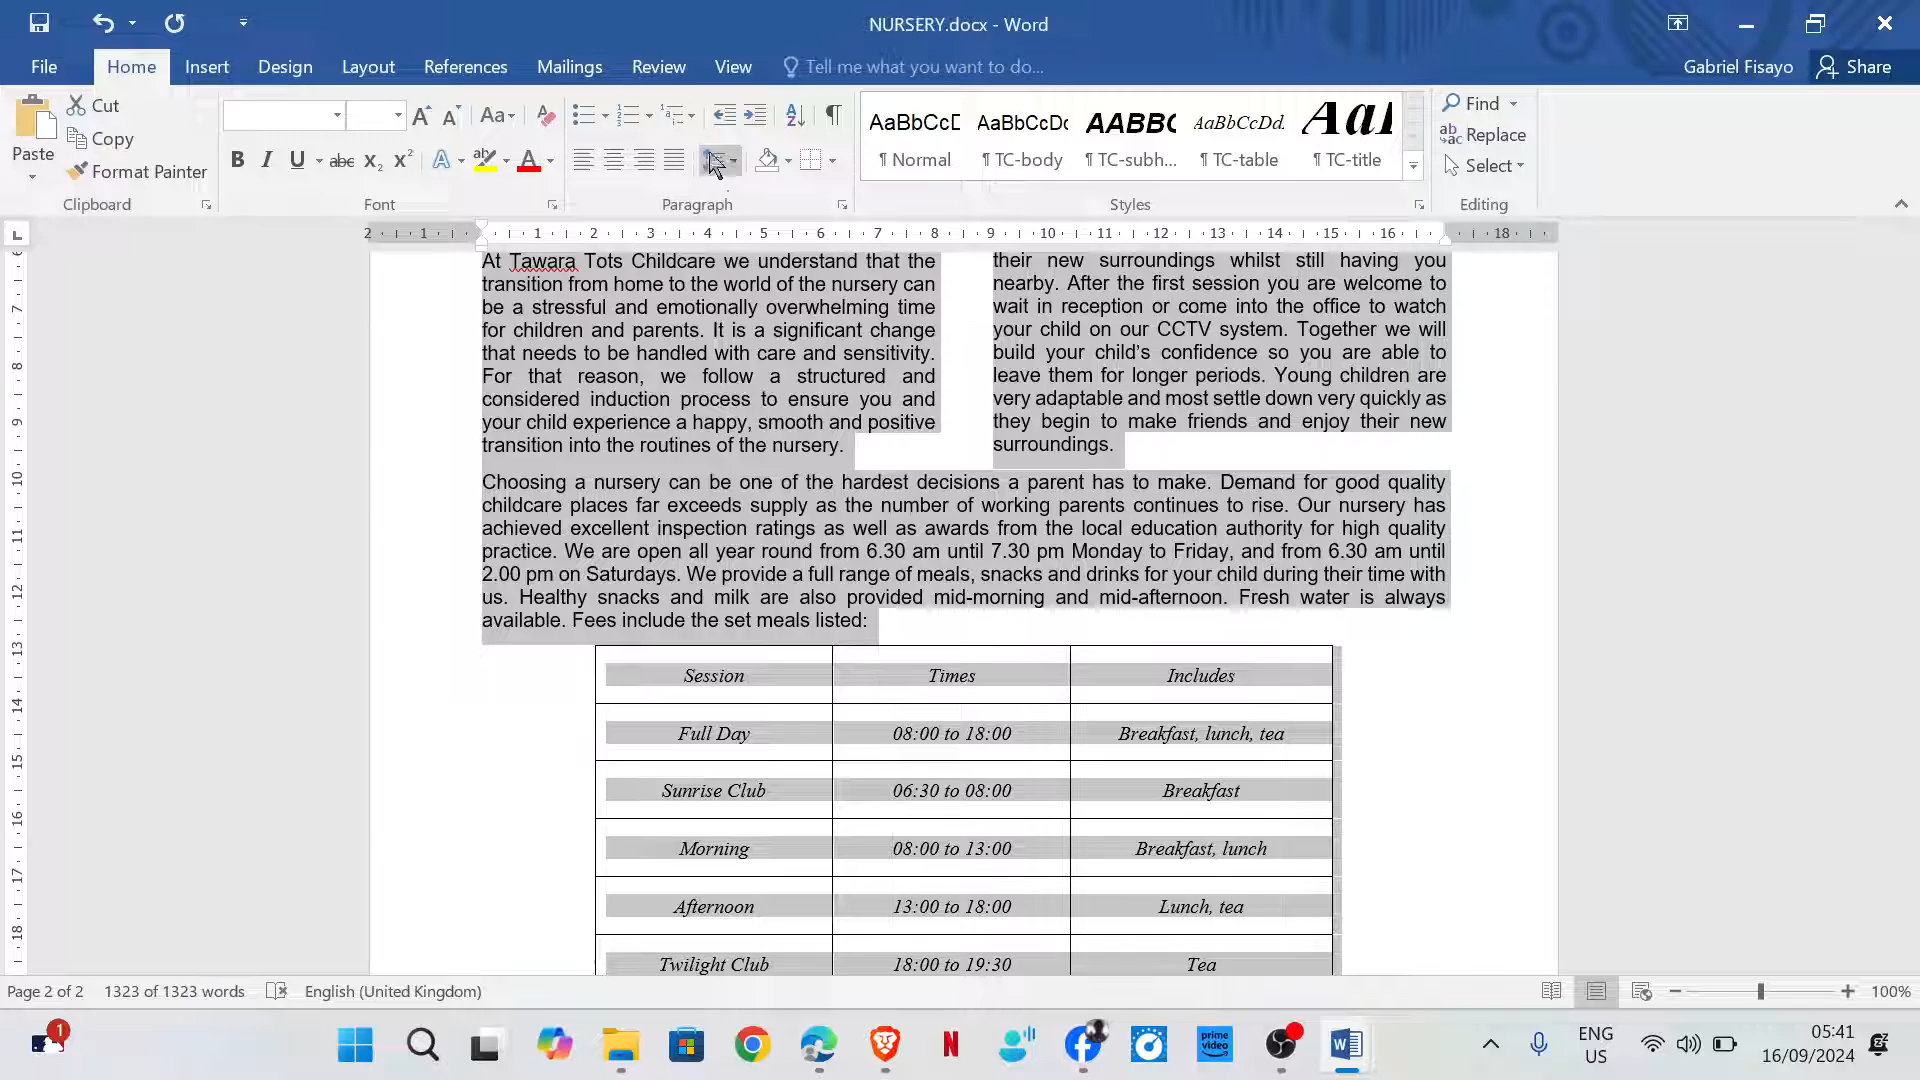 NURSERY.docx - Word
File
Home
Insert
Design
Layout
References
Mailings
Review
View
Tell me what you want to do...
Gabriel Fisayo
Share
Paste
Cut
Copy
Format Painter
Clipboard
Font
Paragraph
AaBbCcD
¶ Normal
AaBbCcDc
¶ TC-body
AABBC
¶ TC-subh...
AaBbCcDd.
¶ TC-table
AaB
¶ TC-title
Styles
Find
Replace
Select
Editing
At Tawara Tots Childcare we understand that the
transition from home to the world of the nursery can
be a stressful and emotionally overwhelming time
for children and parents. It is a significant change
that needs to be handled with care and sensitivity.
For that reason, we follow a structured and
considered induction process to ensure you and
your child experience a happy, smooth and positive
transition into the routines of the nursery.
their new surroundings whilst still having you
nearby. After the first session you are welcome to
wait in reception or come into the office to watch
your child on our CCTV system. Together we will
build your child's confidence so you are able to
leave them for longer periods. Young children are
very adaptable and most settle down very quickly as
they begin to make friends and enjoy their new
surroundings.
Choosing a nursery can be one of the hardest decisions a parent has to make. Demand for good quality
childcare places far exceeds supply as the number of working parents continues to rise. Our nursery has
achieved excellent inspection ratings as well as awards from the local education authority for high quality
practice. We are open all year round from 6.30 am until 7.30 pm Monday to Friday, and from 6.30 am until
2.00 pm on Saturdays. We provide a full range of meals, snacks and drinks for your child during their time with
us. Healthy snacks and milk are also provided mid-morning and mid-afternoon. Fresh water is always
available. Fees include the set meals listed:
Session Times Includes
Full Day 08:00 to 18:00 Breakfast, lunch, tea
Sunrise Club 06:30 to 08:00 Breakfast
Morning 08:00 to 13:00 Breakfast, lunch
Afternoon 13:00 to 18:00 Lunch, tea
Twilight Club 18:00 to 19:30 Tea
Page 2 of 2
1323 of 1323 words
English (United Kingdom)
100%
1
prime video
ENG
US
05:41
16/09/2024